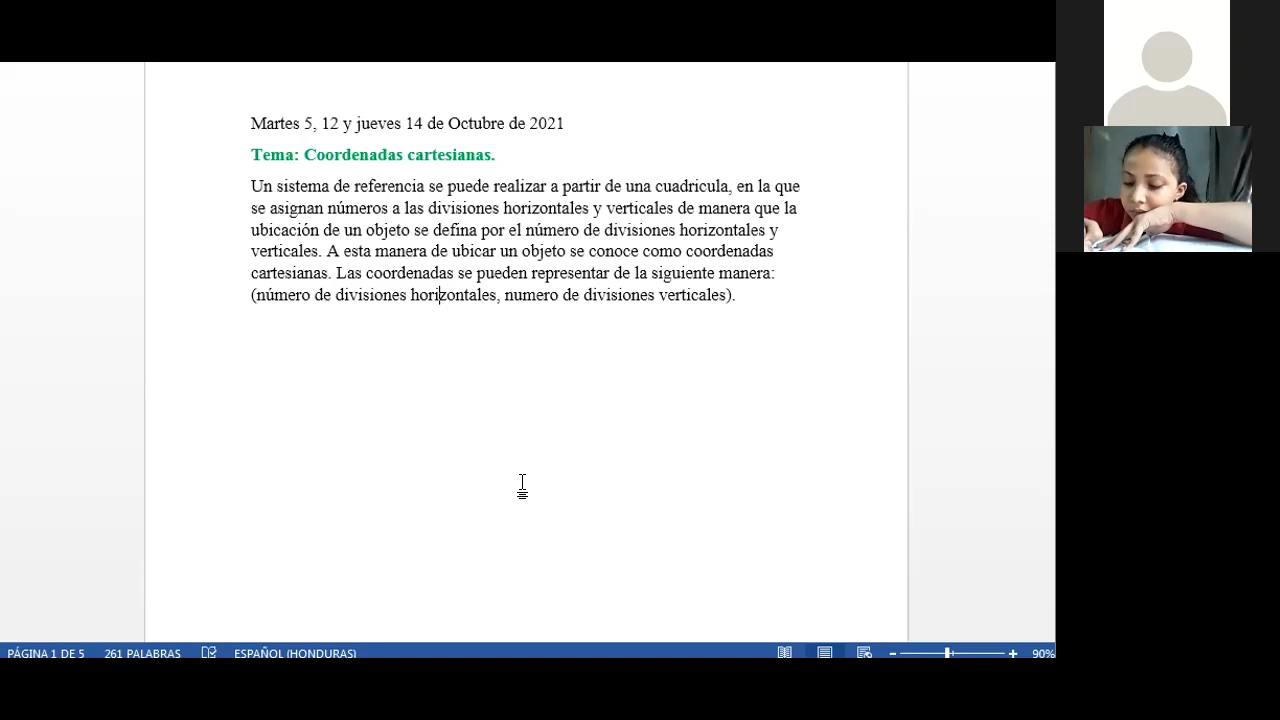 Martes 5, 12 y jueves 14 de Octubre de 2021
Tema: Coordenadas cartesianas.
Un sistema de referencia se puede realizar a partir de una cuadricula, en la que
se asignan números a las divisiones horizontales y verticales de manera que la
ubicación de un objeto se defina por el número de divisiones horizontales y
verticales. A esta manera de ubicar un objeto se conoce como coordenadas
cartesianas. Las coordenadas se pueden representar de la siguiente manera:
(número de divisiones horizontales, numero de divisiones verticales).
PÁGINA 1 DE 5 261 PALABRAS ESPAÑOL (HONDURAS) 90%